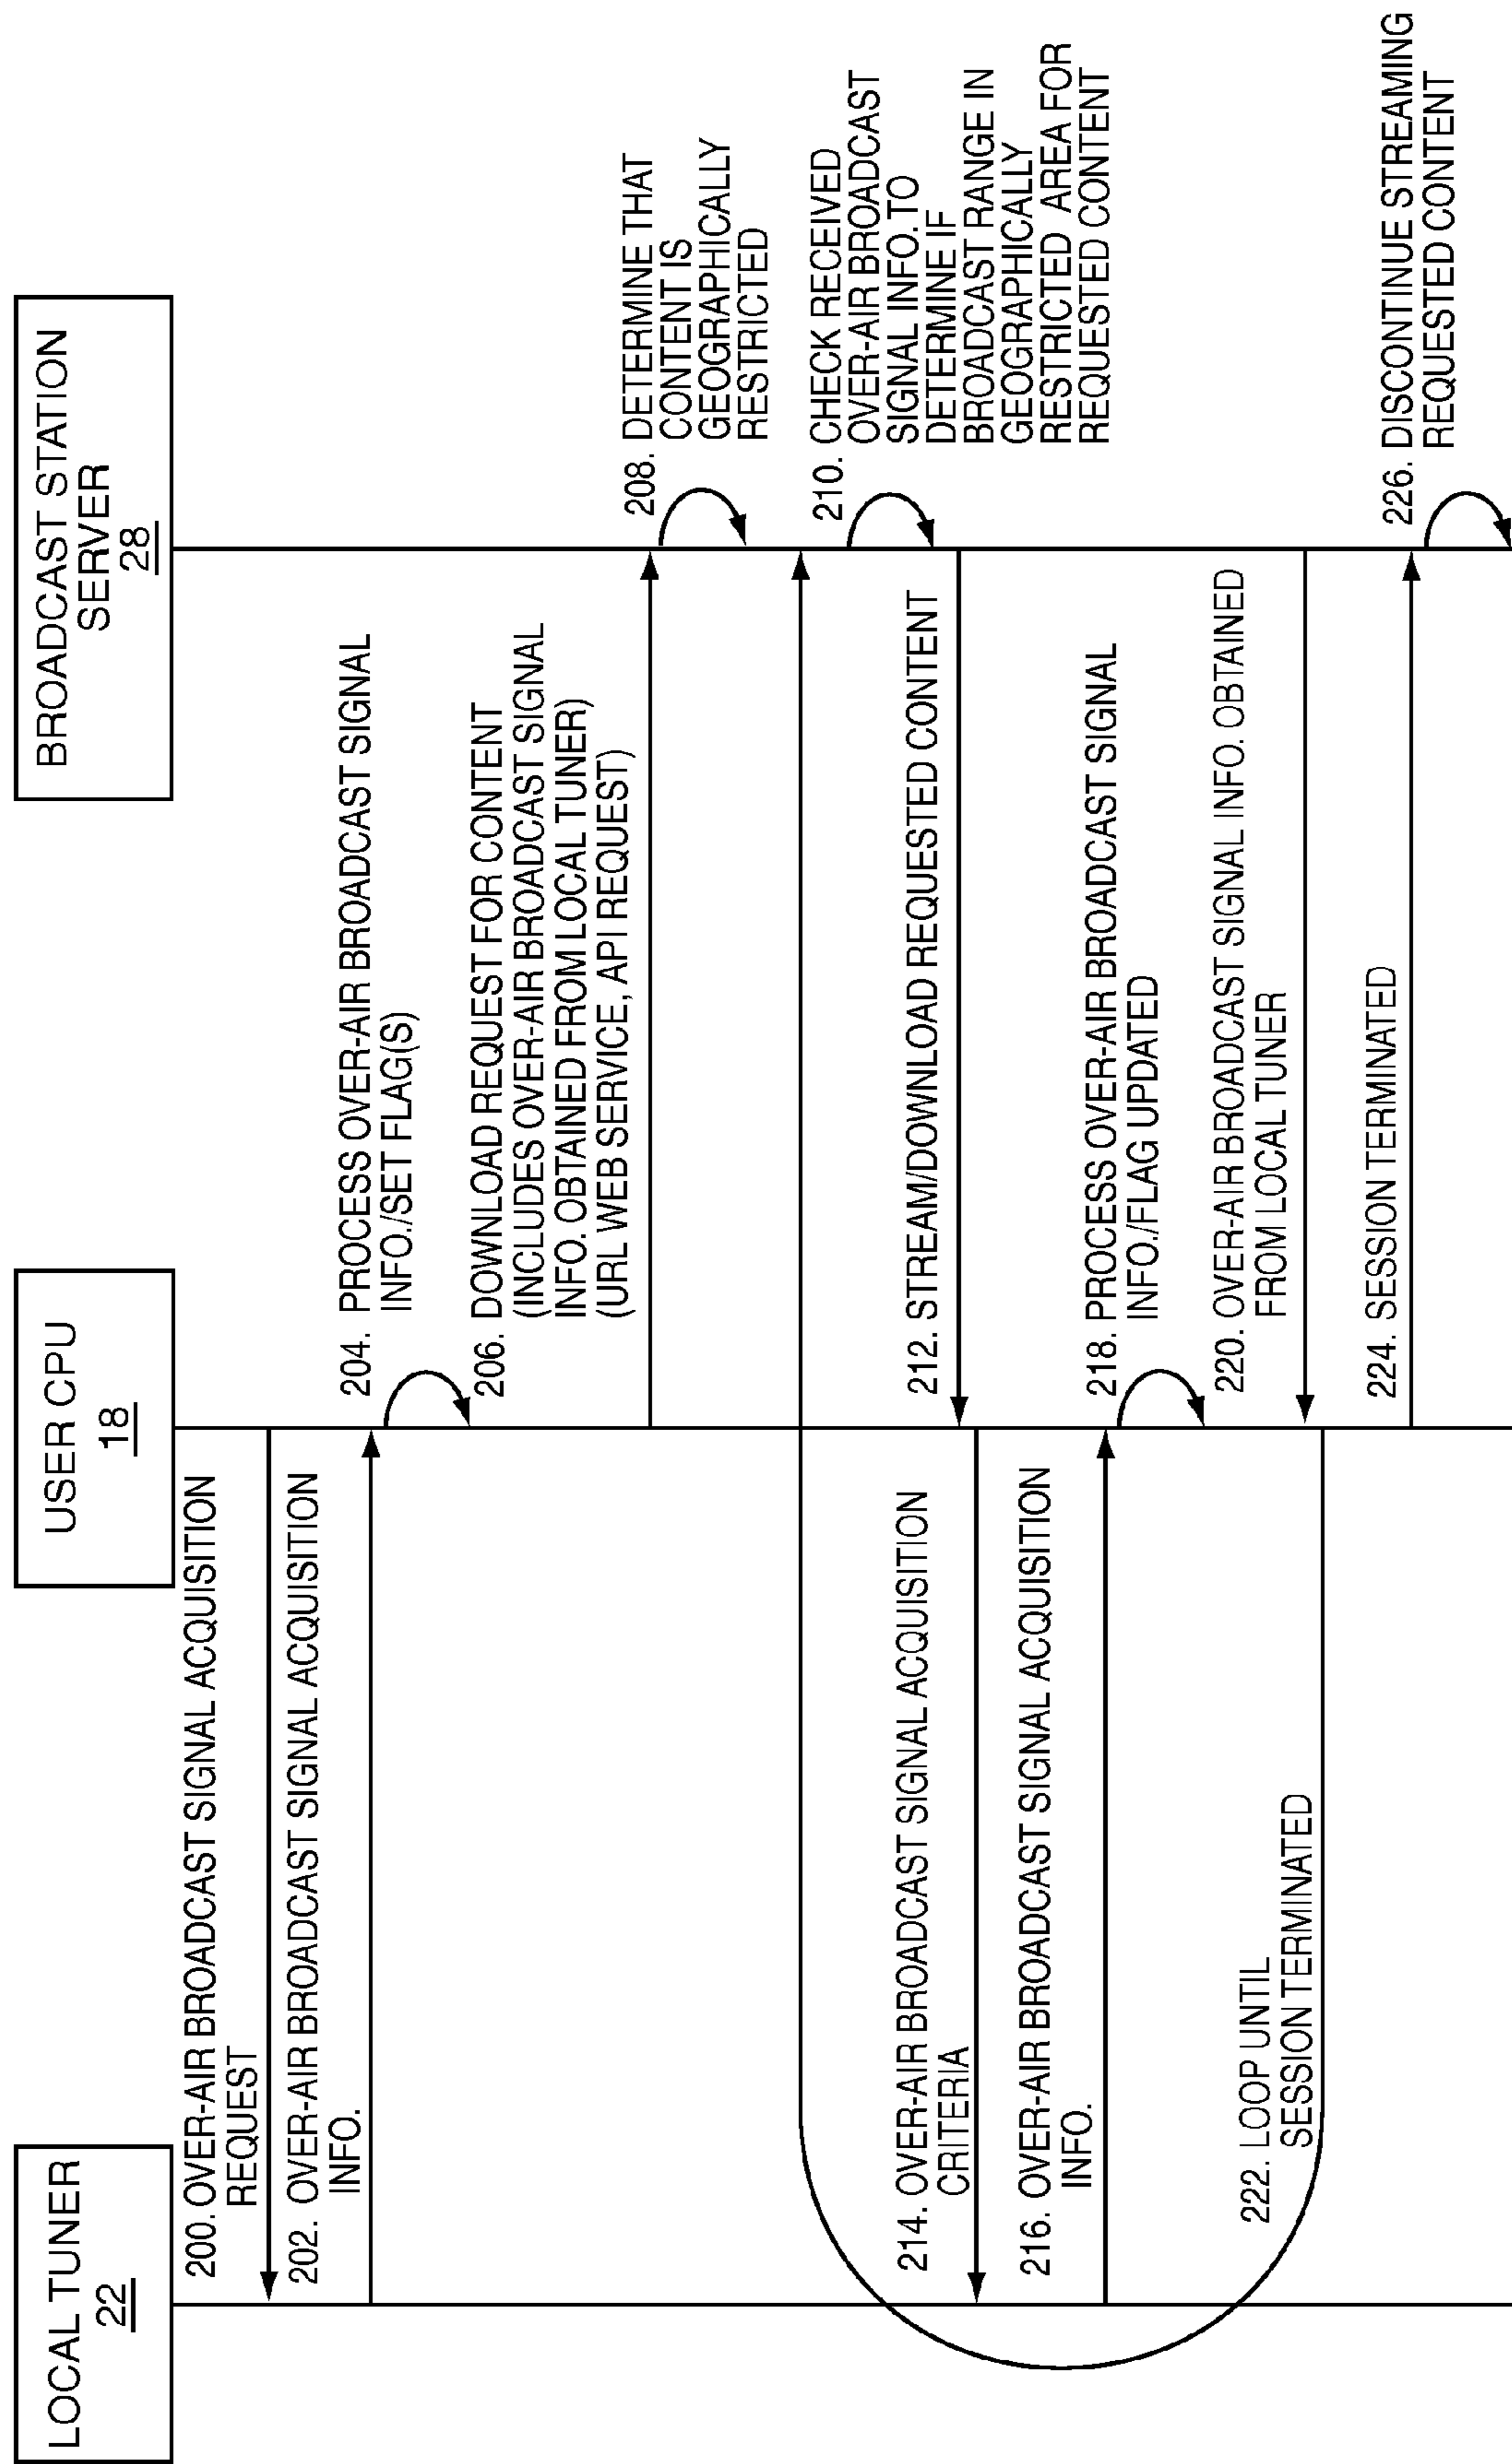 LOCAL TUNER
22
USER CPU
18
BROADCAST STATION
SERVER
28
200. OVER-AIR BROADCAST SIGNAL ACQUISITION
REQUEST
202. OVER-AIR BROADCAST SIGNAL ACQUISITION
INFO.
204. PROCESS OVER-AIR BROADCAST SIGNAL
INFO./SET FLAG(S)
206. DOWNLOAD REQUEST FOR CONTENT
(INCLUDES OVER-AIR BROADCAST SIGNAL
INFO. OBTAINED FROM LOCAL TUNER)
(URL WEB SERVICE, API REQUEST)
208. DETERMINE THAT
CONTENT IS
GEOGRAPHICALLY
RESTRICTED
210. CHECK RECEIVED
OVER-AIR BROADCAST
SIGNAL INFO. TO
DETERMINE IF
BROADCAST RANGE IN
GEOGRAPHICALLY
RESTRICTED AREA FOR
REQUESTED CONTENT
212. STREAM/DOWNLOAD REQUESTED CONTENT
214. OVER-AIR BROADCAST SIGNAL ACQUISITION
CRITERIA
216. OVER-AIR BROADCAST SIGNAL ACQUISITION
INFO.
218. PROCESS OVER-AIR BROADCAST SIGNAL
INFO./FLAG UPDATED
220. OVER-AIR BROADCAST SIGNAL INFO. OBTAINED
FROM LOCAL TUNER
222. LOOP UNTIL
SESSION TERMINATED
224. SESSION TERMINATED
226. DISCONTINUE STREAMING
REQUESTED CONTENT